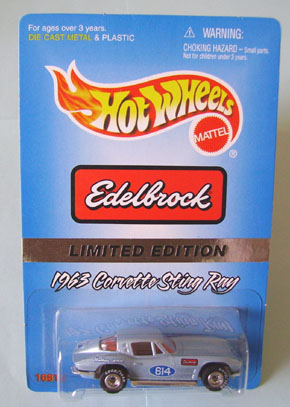 For ages over 3 years.
DIE CAST METAL & PLASTIC
WARNING:
CHOKING HAZARD – Small parts.
Not for children under 3 years.
Hot Wheels
MATTEL
®
Edelbrock
LIMITED EDITION
1963 Corvette Sting Ray
614